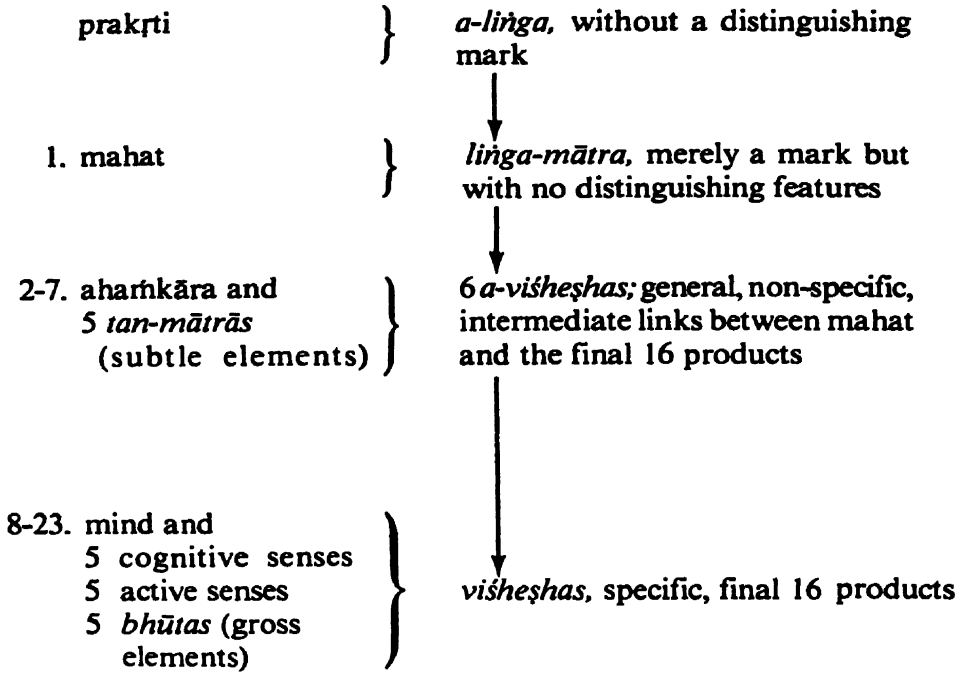 prakṛti } a-liṅga, without a distinguishing
mark
1. mahat } liṅga-mātra, merely a mark but
with no distinguishing features
2-7. ahaṁkāra and
5 tan-mātrās
(subtle elements) } 6 a-viśheṣhas; general, non-specific,
intermediate links between mahat
and the final 16 products
8-23. mind and
5 cognitive senses
5 active senses
5 bhūtas (gross
elements) } viśheṣhas, specific, final 16 products